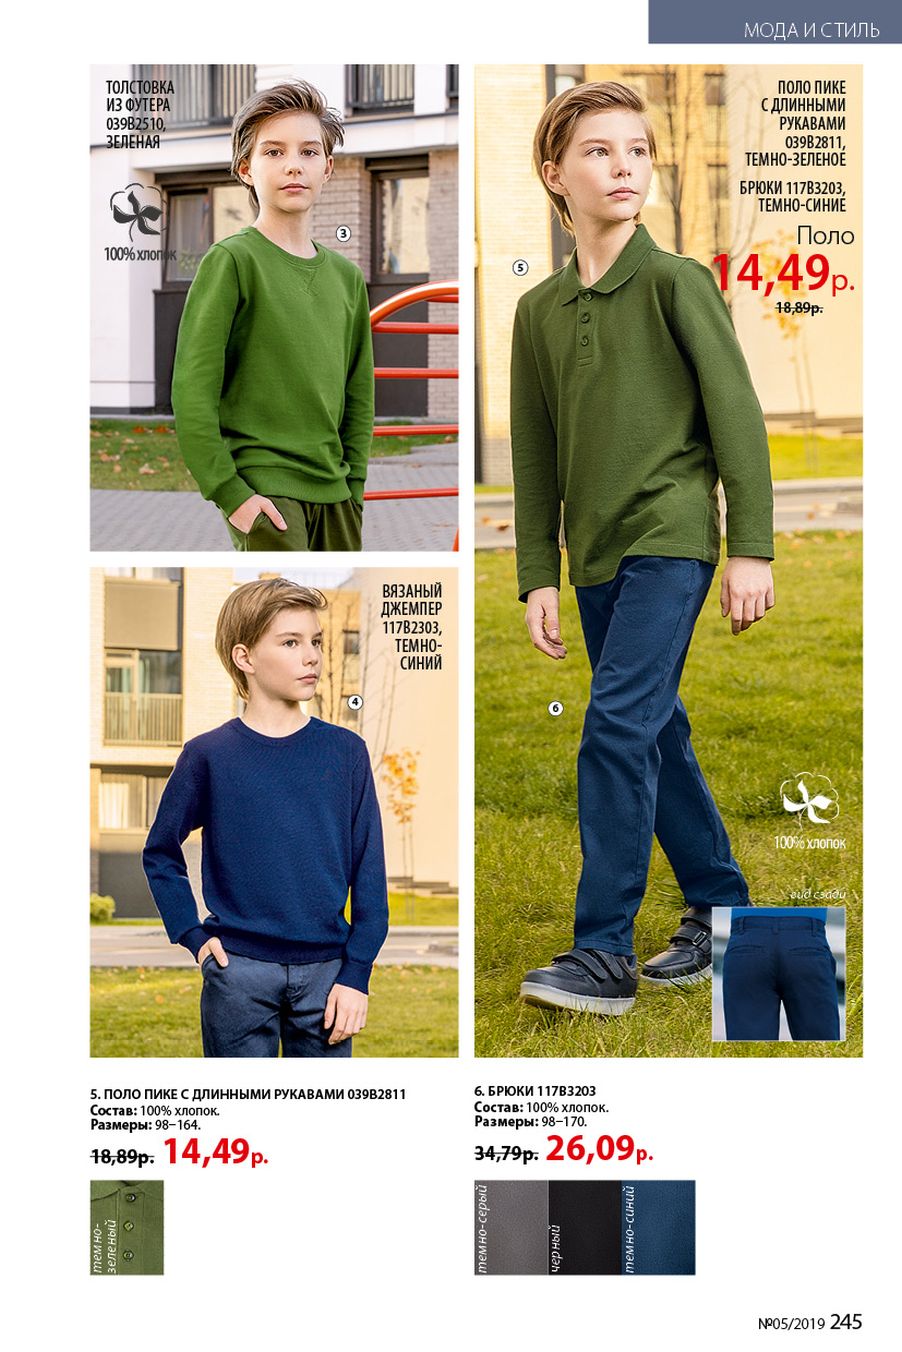 МОДА И СТИЛЬ
ТОЛСТОВКА
ИЗ ФУТЕРА
039B2510,
ЗЕЛЕНАЯ
100% хлопок
3
ПОЛО ПИКЕ
С ДЛИННЫМИ
РУКАВАМИ
039B2811,
ТЕМНО-ЗЕЛЕНОЕ
БРЮКИ 117B3203,
ТЕМНО-СИНИЕ
Поло
14,49р.
18,89р.
5
6
100% хлопок
вид сзади
ВЯЗАНЫЙ
ДЖЕМПЕР
117B2303,
ТЕМНО-
СИНИЙ
4
5. ПОЛО ПИКЕ С ДЛИННЫМИ РУКАВАМИ 039B2811
Состав: 100% хлопок.
Размеры: 98–164.
18,89р. 14,49р.
темно-
зеленый
6. БРЮКИ 117B3203
Состав: 100% хлопок.
Размеры: 98–170.
34,79р. 26,09р.
темно-серый
черный
темно-синий
№05/2019 245